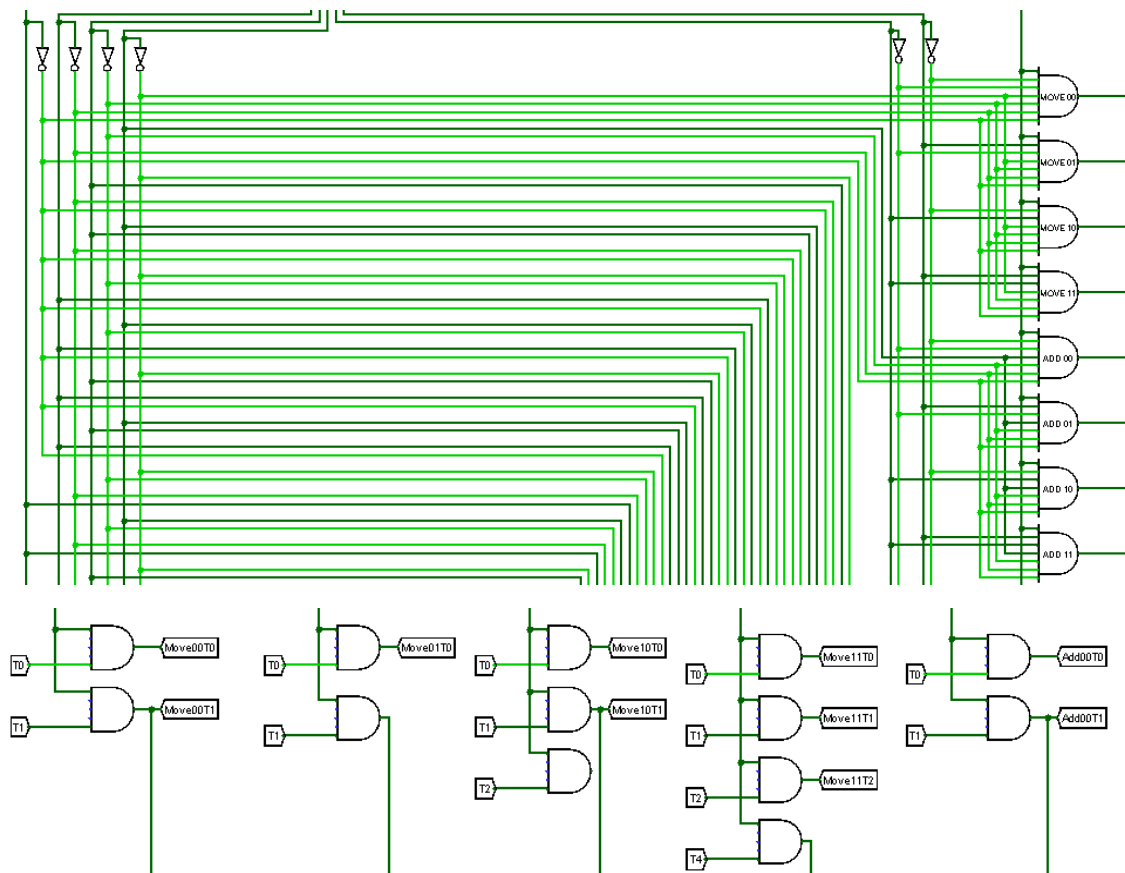 MOVE 00
MOVE 01
MOVE 10
MOVE 11
ADD 00
ADD 01
ADD 10
ADD 11
T0
Move00T0
T1
Move00T1
T0
Move01T0
T1
T0
Move10T0
T1
Move10T1
T2
T0
Move11T0
T1
Move11T1
T2
Move11T2
T4
T0
Add00T0
T1
Add00T1